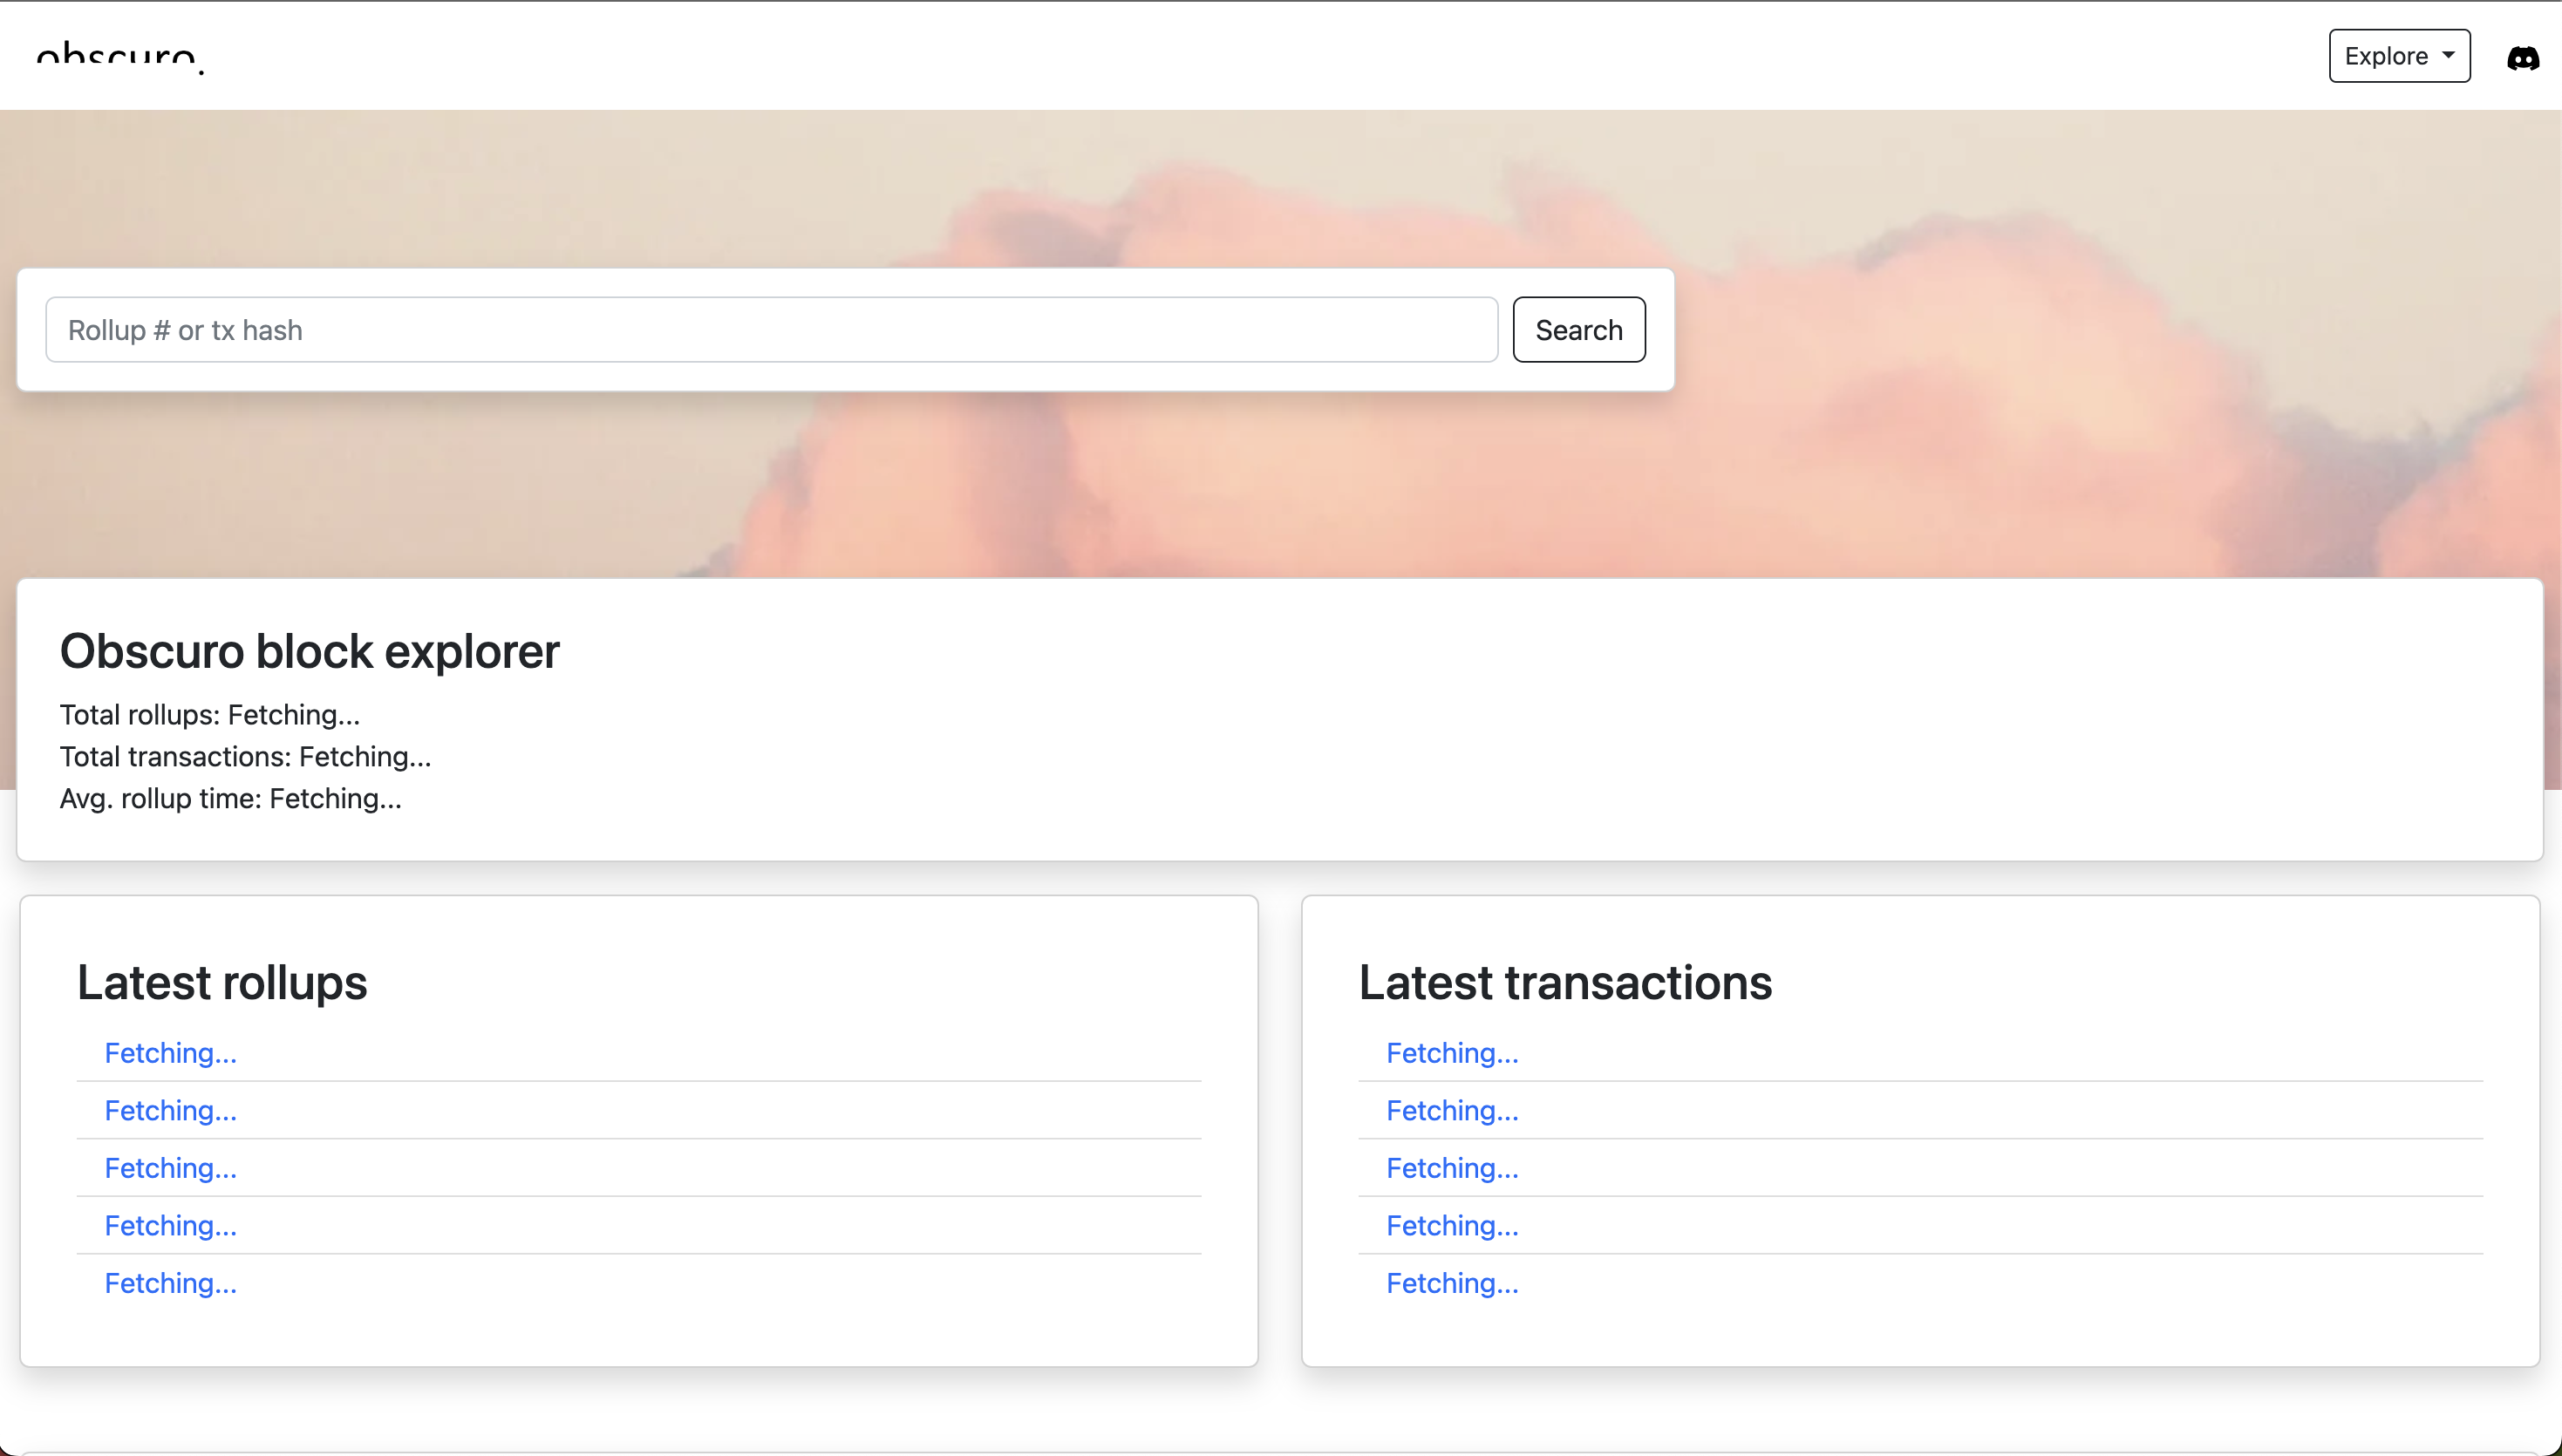 obscuro.
Explore
Rollup # or tx hash
Search
Obscuro block explorer
Total rollups: Fetching...
Total transactions: Fetching...
Avg. rollup time: Fetching...
Latest rollups
Fetching...
Fetching...
Fetching...
Fetching...
Fetching...
Latest transactions
Fetching...
Fetching...
Fetching...
Fetching...
Fetching...